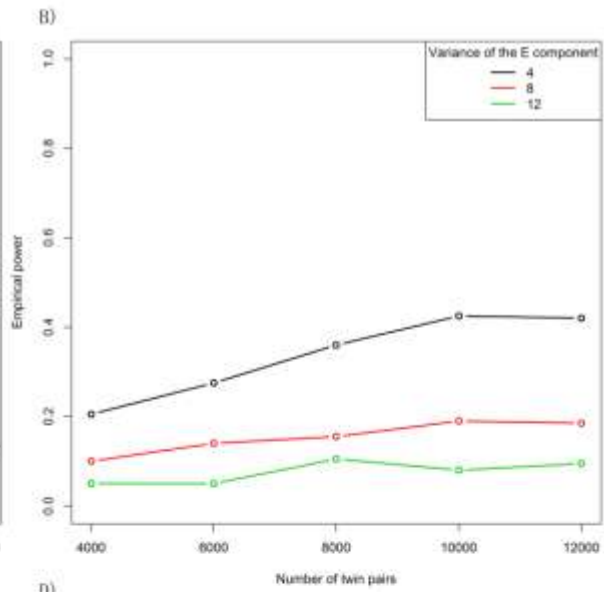 B)
Variance of the E component
4
8
12
1.0
0.8
0.6
0.4
0.2
0.0
Empirical power
4000 6000 8000 10000 12000
Number of twin pairs
D)